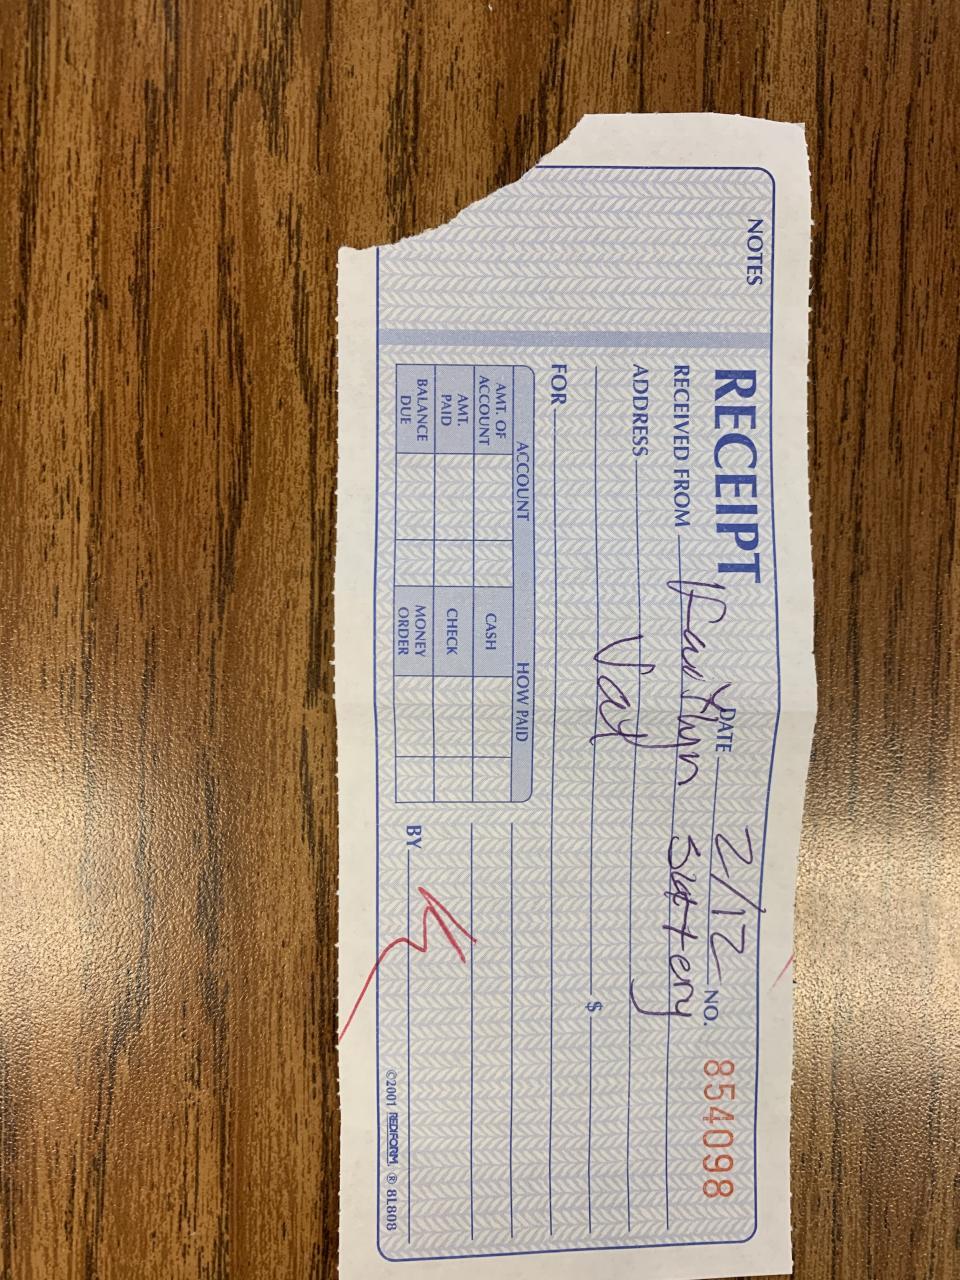 NOTES
RECEIPT
DATE 2/12 NO. 854098
RECEIVED FROM Slattery
ADDRESS
$
FOR
ACCOUNT HOW PAID
AMT. OF ACCOUNT CASH
AMT. PAID CHECK
BALANCE DUE MONEY ORDER
BY
©2001 REDIFORM ® 8L808